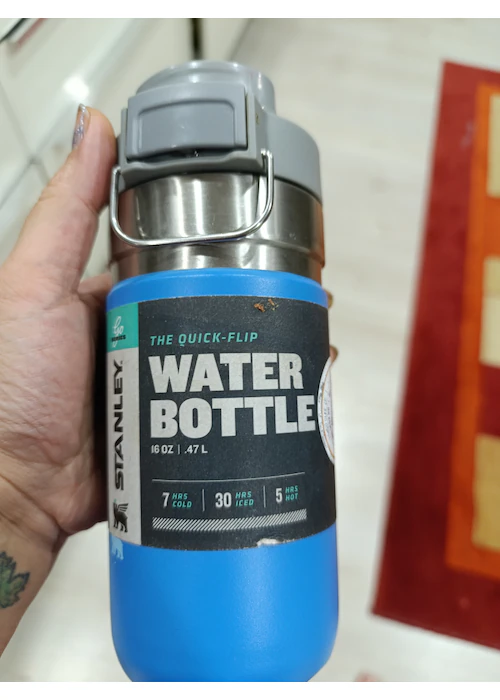 THE QUICK-FLIP
WATER
BOTTLE
16 OZ | .47 L
7 HRS COLD
30 HRS ICED
5 HRS HOT
STANLEY